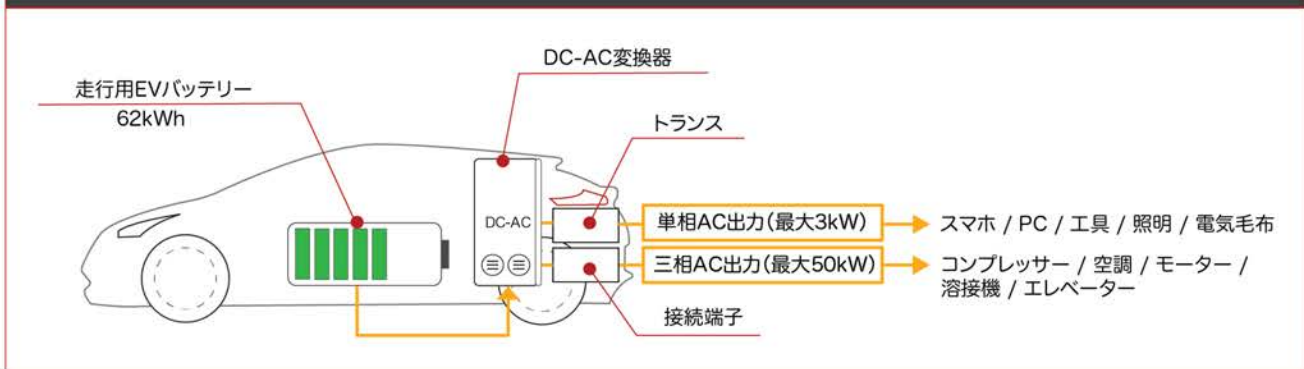 DC-AC変換器
走行用EVバッテリー
62kWh
トランス
DC-AC
単相AC出力(最大3kW)
スマホ / PC / 工具 / 照明 / 電気毛布
三相AC出力(最大50kW)
コンプレッサー / 空調 / モーター /
溶接機 / エレベーター
接続端子